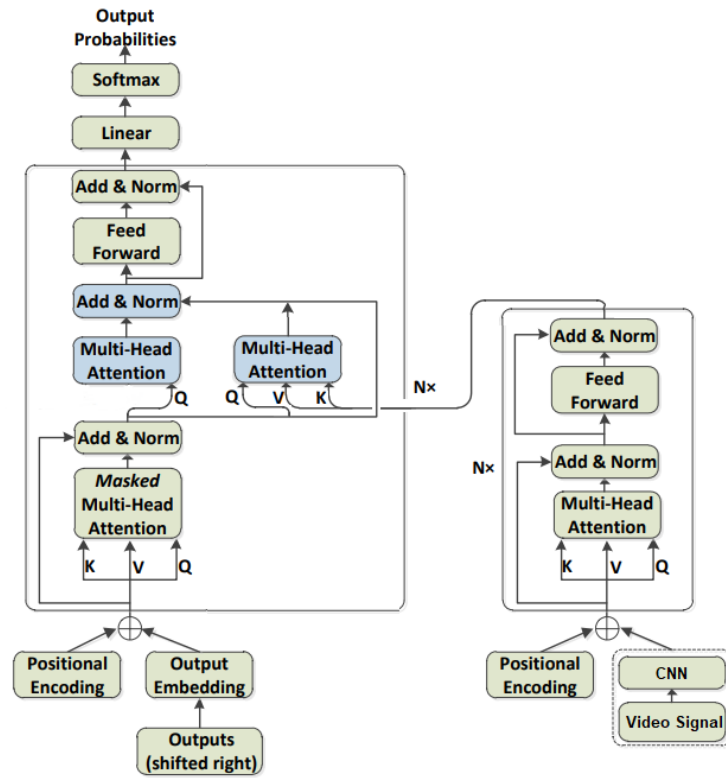 Output
Probabilities
Softmax
Linear
Add & Norm
Feed
Forward
Add & Norm
Multi-Head
Attention
Multi-Head
Attention
Q
Q
V
K
N×
Add & Norm
Masked
Multi-Head
Attention
K
V
Q
Positional
Encoding
Output
Embedding
Outputs
(shifted right)
Add & Norm
Feed
Forward
N×
Add & Norm
Multi-Head
Attention
K
V
Q
Positional
Encoding
CNN
Video Signal